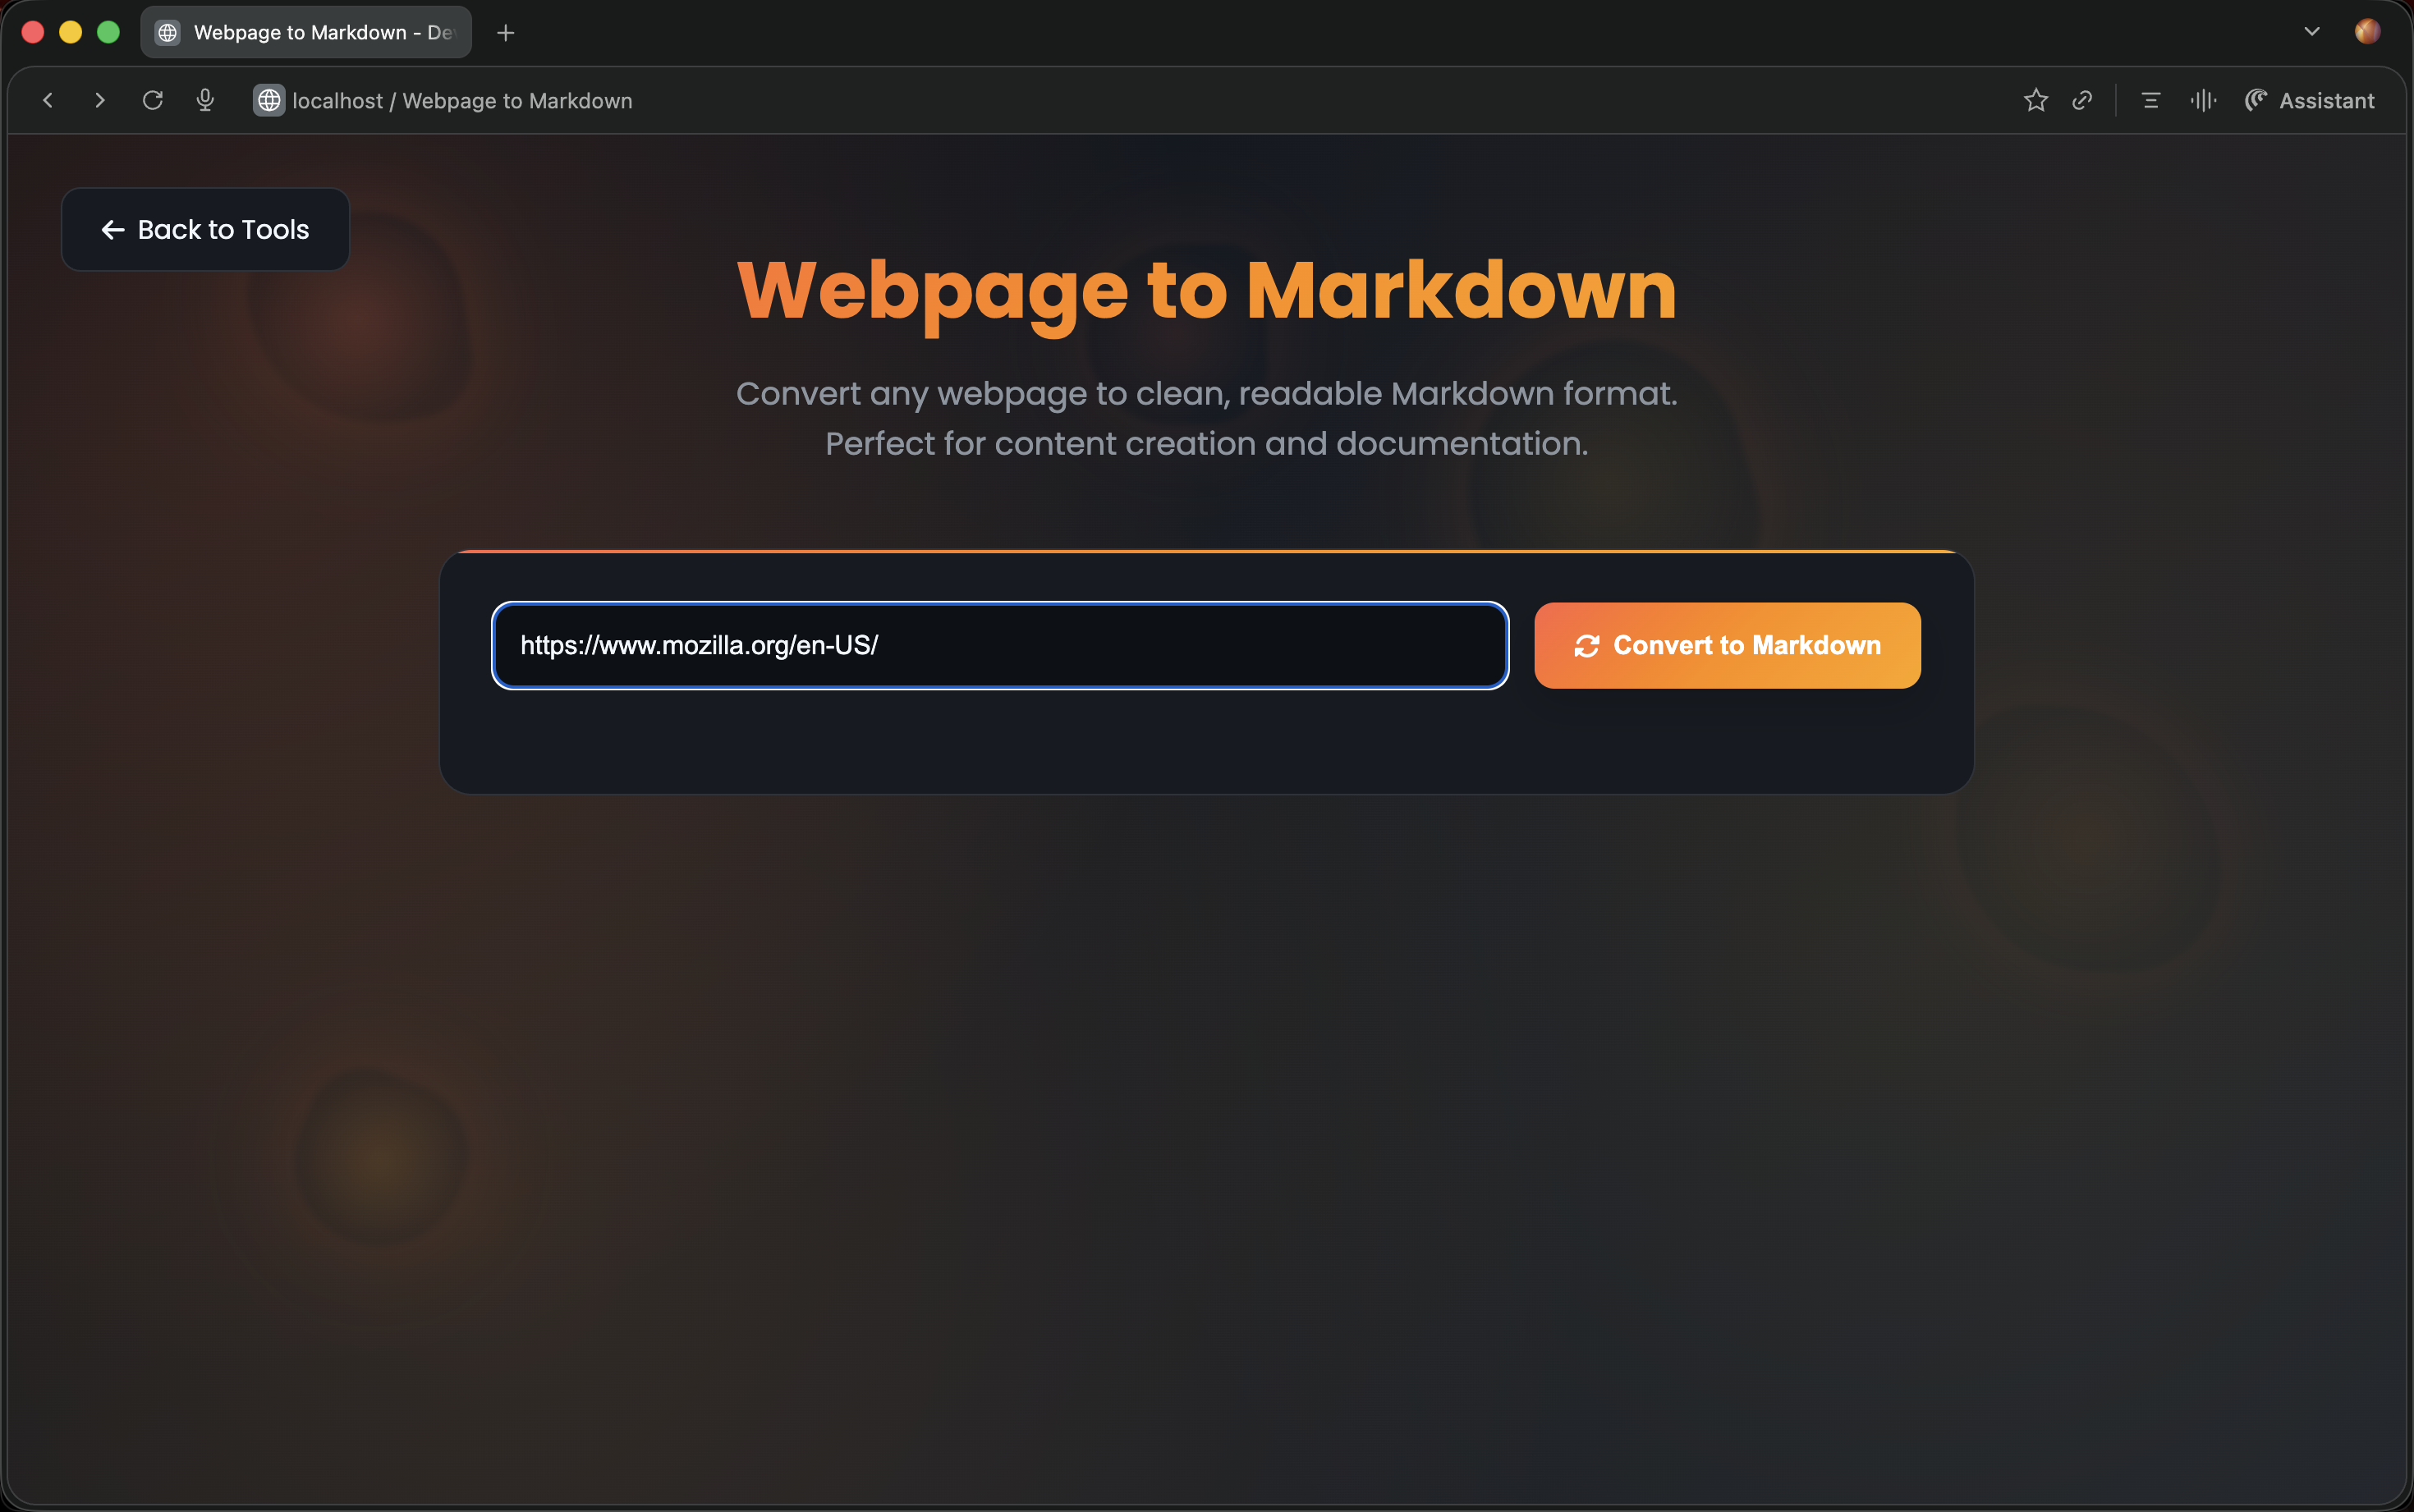 Webpage to Markdown - De
localhost / Webpage to Markdown
Assistant
Back to Tools
Webpage to Markdown
Convert any webpage to clean, readable Markdown format.
Perfect for content creation and documentation.
https://www.mozilla.org/en-US/
Convert to Markdown